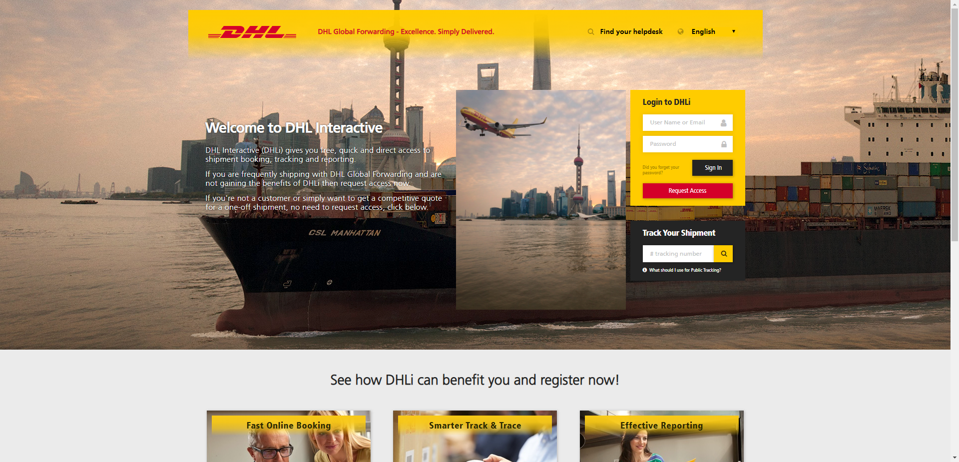 DHL
DHL Global Forwarding - Excellence. Simply Delivered.
Find your helpdesk
English
Welcome to DHL Interactive
DHL Interactive (DHLi) gives you free, quick and direct access to
shipment booking, tracking and reporting.
If you are frequently shipping with DHL Global Forwarding and are
not gaining the benefits of DHLi then request access now.
If you're not a customer or simply want to get a competitive quote
for a one-off shipment, no need to request access, click below.
CSL MANHATTAN
Login to DHLi
User Name or Email
Password
Did you forget your
password?
Sign In
Request Access
Track Your Shipment
# tracking number
What should I use for Public Tracking?
See how DHLi can benefit you and register now!
Fast Online Booking
Smarter Track & Trace
Effective Reporting